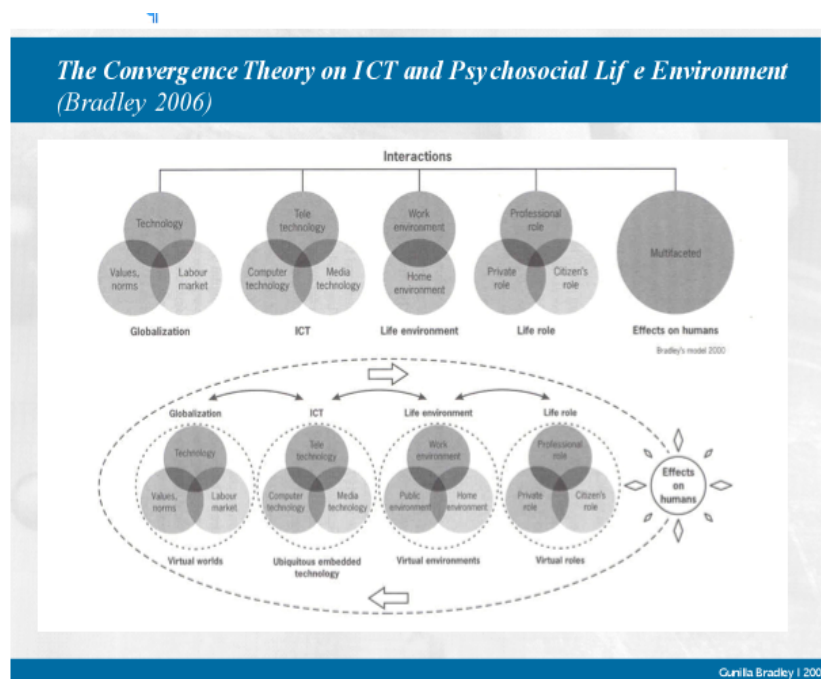 The Convergence Theory on ICT and Psychosocial Lif e Environment
(Bradley 2006)
Interactions
Technology
Values,
norms
Labour
market
Globalization
Tele
technology
Computer
technology
Media
technology
ICT
Work
environment
Home
environment
Life environment
Professional
role
Private
role
Citizen's
role
Life role
Multifaceted
Effects on humans
Bradley's model 2000
Globalization
Technology
Values,
norms
Labour
market
Virtual worlds
ICT
Tele
technology
Computer
technology
Media
technology
Ubiquitous embedded
technology
Life environment
Work
environment
Public
environment
Home
environment
Virtual environments
Life role
Professional
role
Private
role
Citizen's
role
Virtual roles
Effects
on
humans
Gunilla Bradley I 200